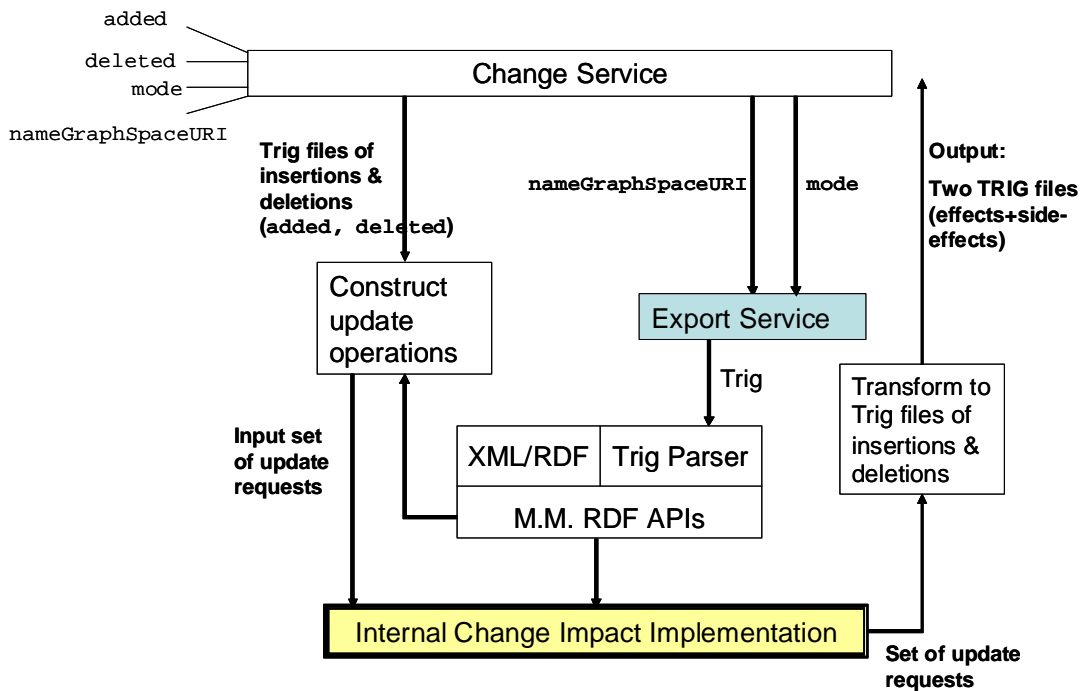 added
deleted
mode
nameGraphSpaceURI
Change Service
Trig files of
insertions &
deletions
(added, deleted)
nameGraphSpaceURI
mode
Output:
Two TRIG files
(effects+side-
effects)
Construct
update
operations
Export Service
Trig
Transform to
Trig files of
insertions &
deletions
Input set
of update
requests
XML/RDF
Trig Parser
M.M. RDF APIs
Internal Change Impact Implementation
Set of update
requests